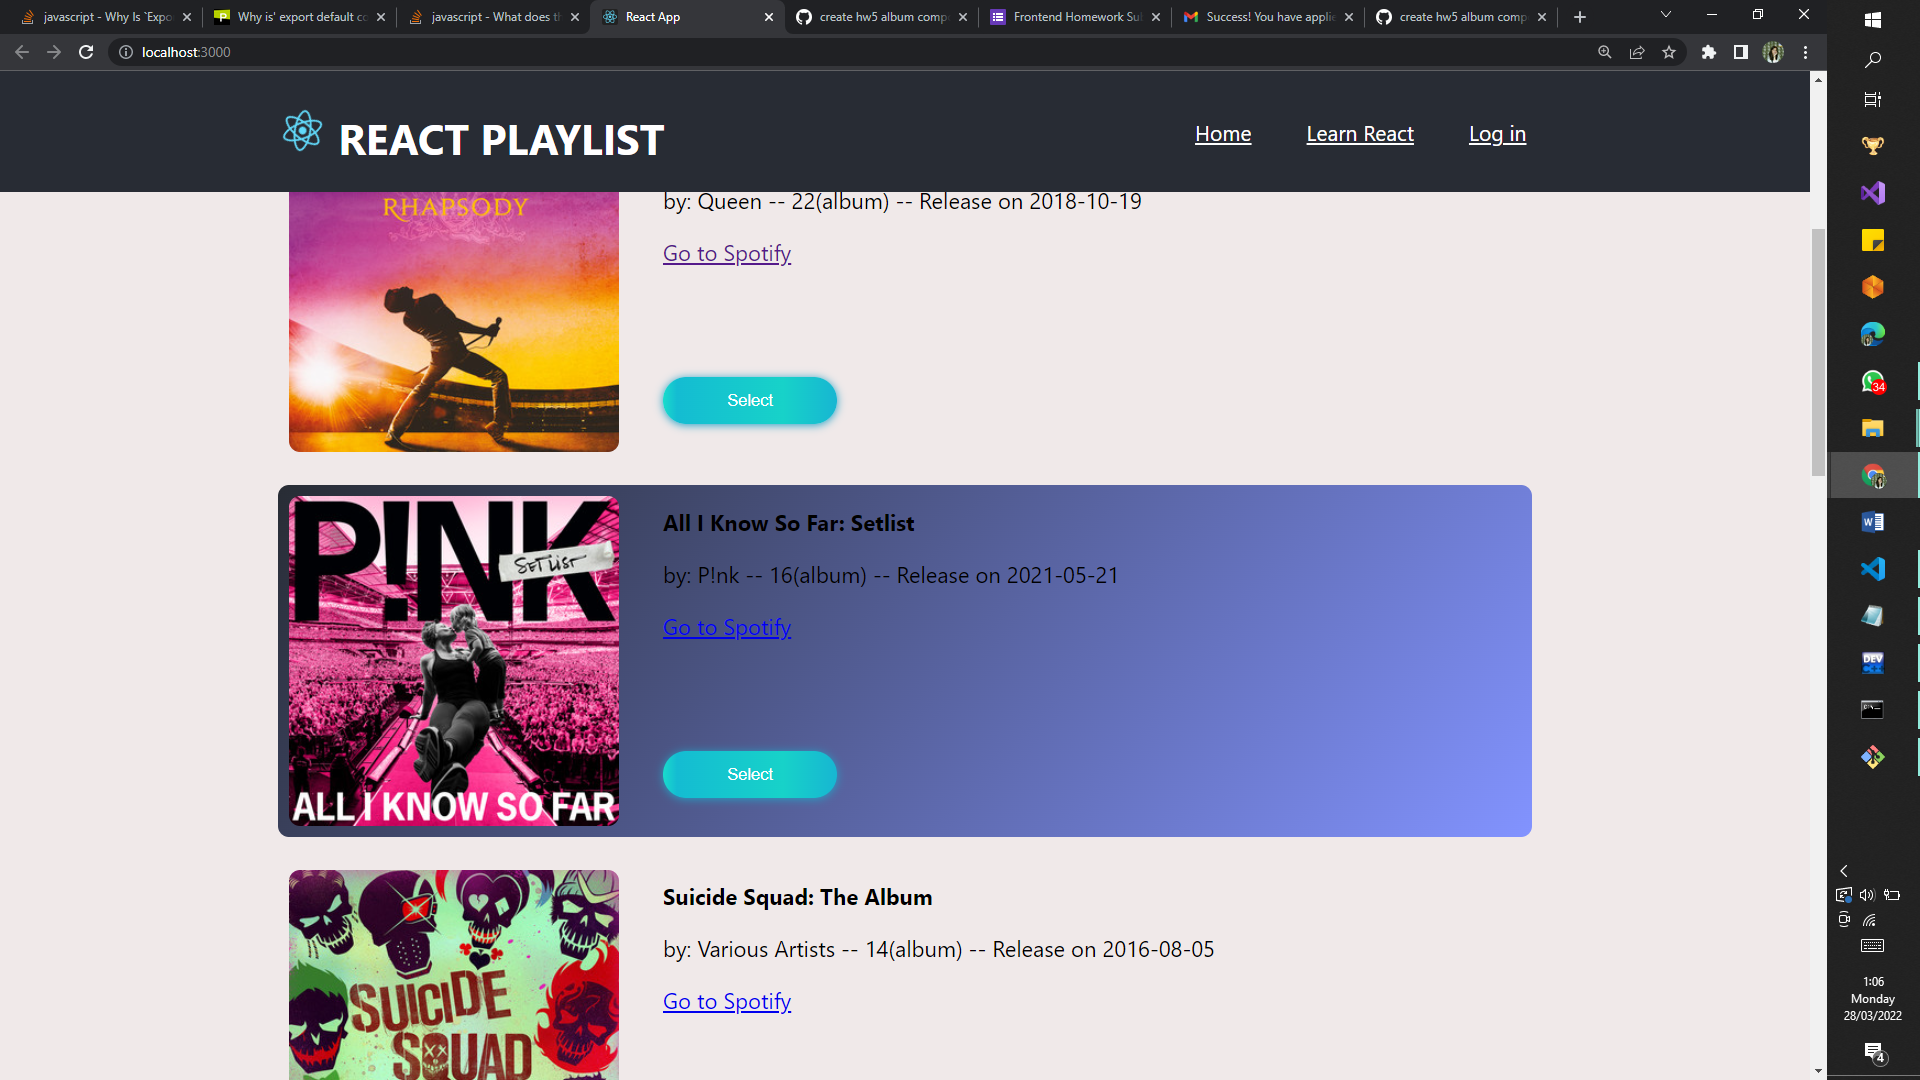 javascript - Why Is `Expo
Why is' export default co
javascript - What does th
React App
create hw5 album comp
Frontend Homework Su
Success! You have applie
create hw5 album comp
localhost:3000
REACT PLAYLIST
Home
Learn React
Log in
RHAPSODY
by: Queen -- 22(album) -- Release on 2018-10-19
Go to Spotify
Select
P!NK
SETLIST
ALL I KNOW SO FAR
All I Know So Far: Setlist
by: P!nk -- 16(album) -- Release on 2021-05-21
Go to Spotify
Select
SUICIDE
SQUAD
Suicide Squad: The Album
by: Various Artists -- 14(album) -- Release on 2016-08-05
Go to Spotify
34
DEV
1:06
Monday
28/03/2022
4